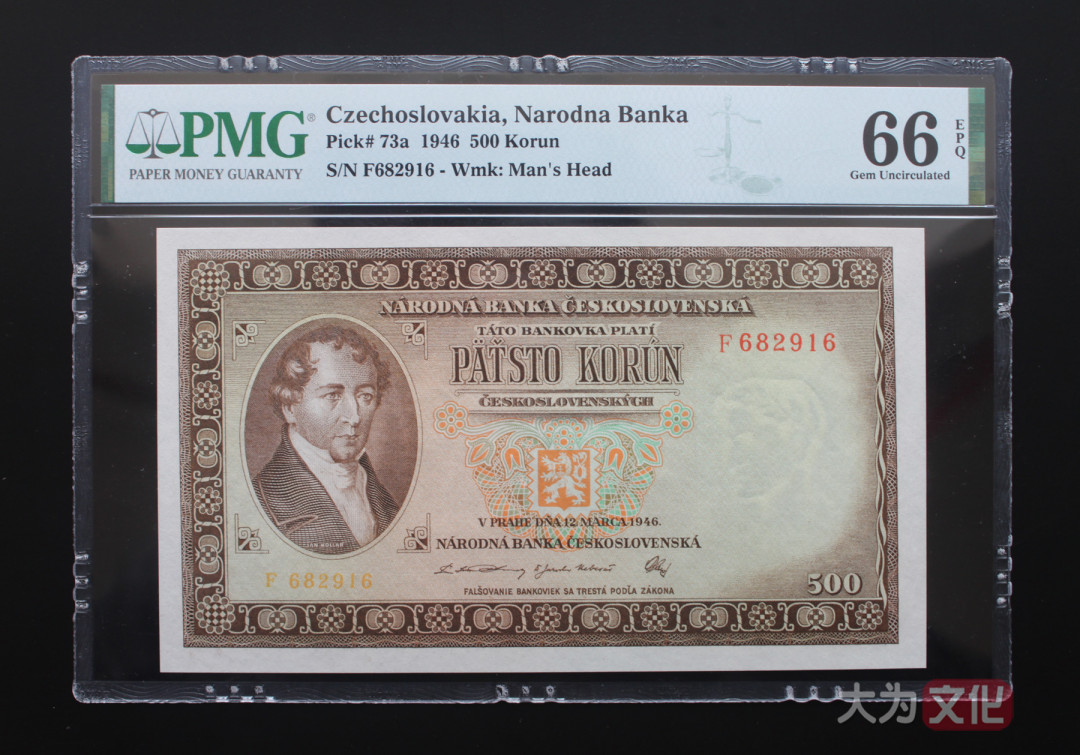 PMG®
PAPER MONEY GUARANTY
Czechoslovakia, Narodna Banka
Pick# 73a 1946 500 Korun
S/N F682916 - Wmk: Man's Head
66 EPQ
Gem Uncirculated
NÁRODNÁ BANKA ČESKOSLOVENSKÁ
TÁTO BANKOVKA PLATÍ
F 682916
PÄŤSTO KORÚN
ČESKOSLOVENSKÝCH
V PRAHE DŇA 12. MARCA 1946.
NÁRODNÁ BANKA ČESKOSLOVENSKÁ
JÁN KOLLÁR
F 682916
500
FALŠOVANIE BANKOVIEK SA TRESTÁ PODĽA ZÁKONA
大为文化